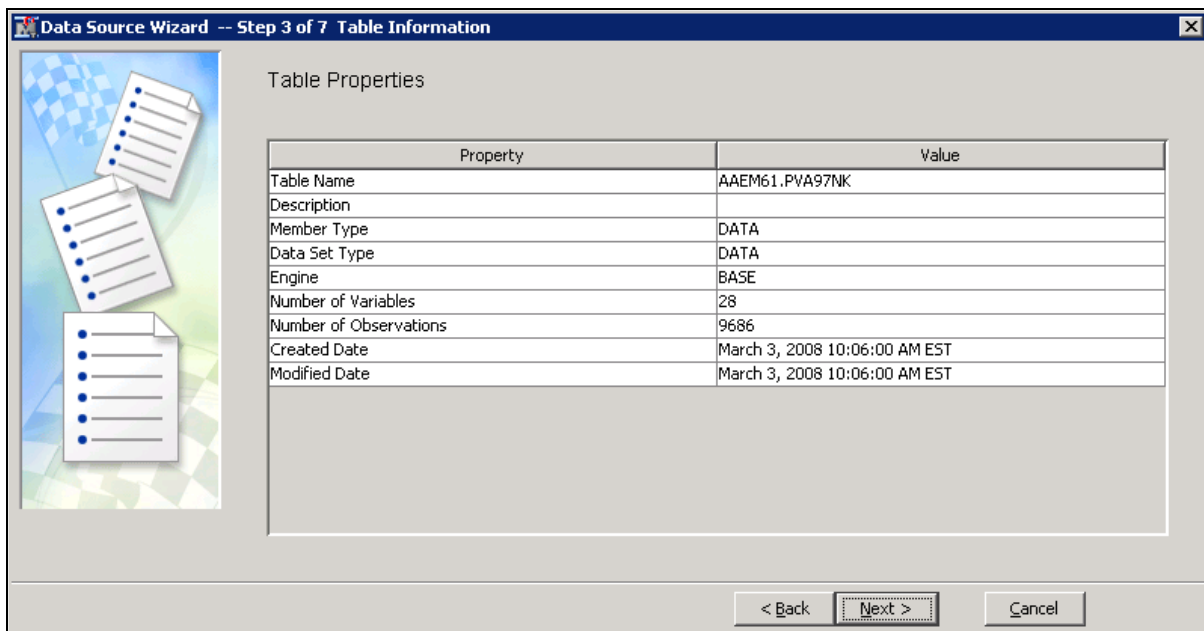 Data Source Wizard -- Step 3 of 7 Table Information
Table Properties
Property Value
Table Name AAEM61.PVA97NK
Description
Member Type DATA
Data Set Type DATA
Engine BASE
Number of Variables 28
Number of Observations 9686
Created Date March 3, 2008 10:06:00 AM EST
Modified Date March 3, 2008 10:06:00 AM EST
< Back Next > Cancel